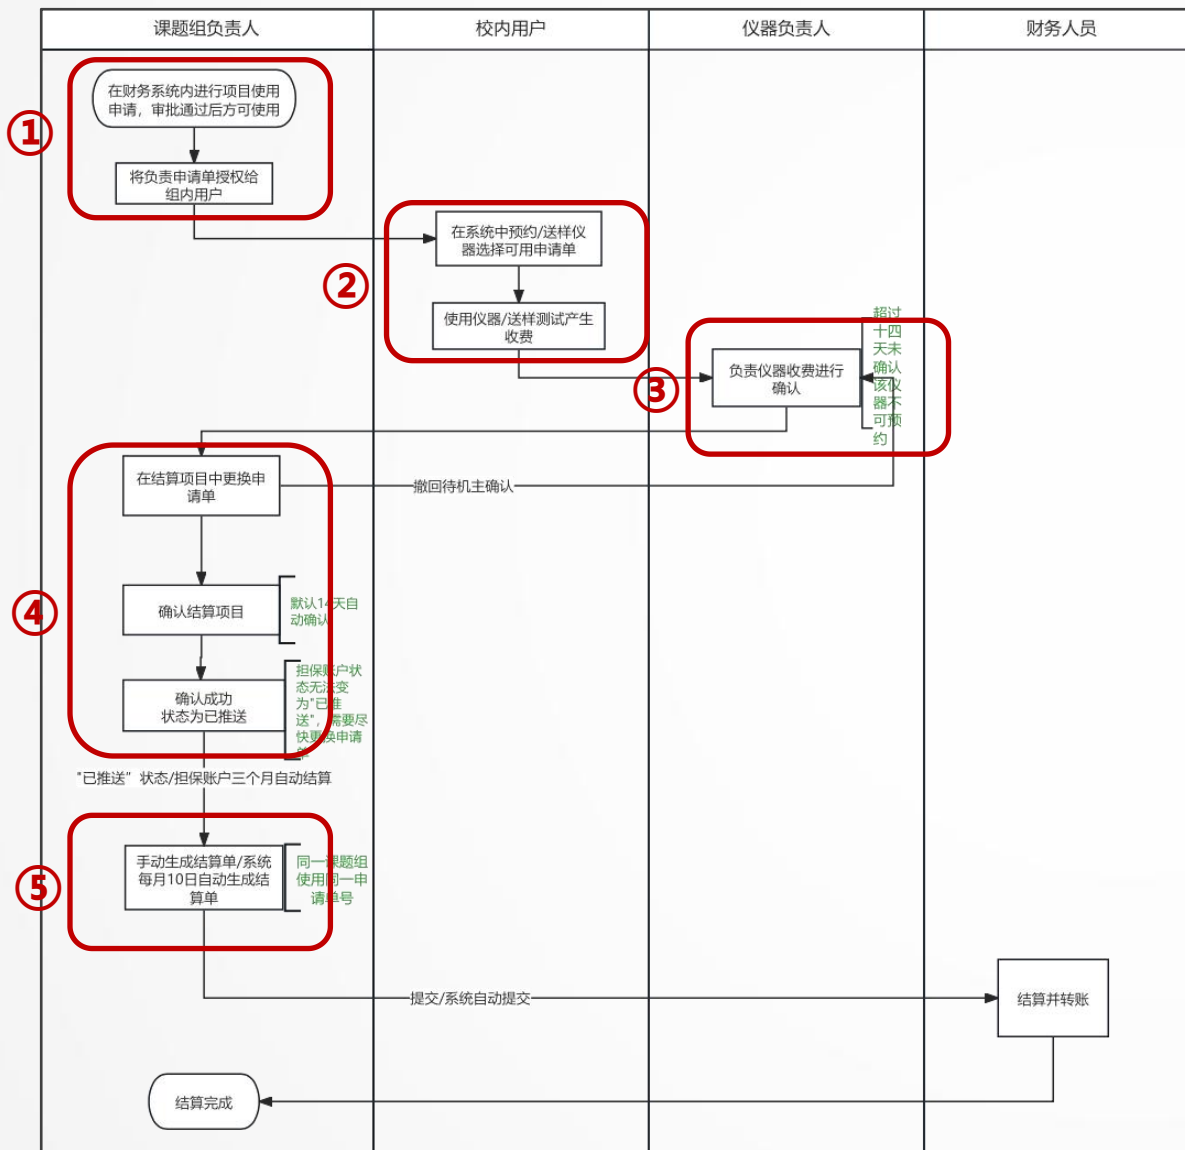 课题组负责人
校内用户
仪器负责人
财务人员
①
在财务系统内进行项目使用
申请，审批通过后方可使用
将负责申请单授权给
组内用户
②
在系统中预约/送样仪
器选择可用申请单
使用仪器/送样测试产生
收费
③
负责仪器收费进行
确认
超过
十四
天未
确认
该仪
器不
可预
约
④
在结算项目中更换申
请单
撤回待机主确认
确认结算项目
默认14天自
动确认
确认成功
状态为已推送
担保账户状
态无法变
为"已推
送"，需要尽
快更换申请
单
"已推送" 状态/担保账户三个月自动结算
⑤
手动生成结算单/系统
每月10日自动生成结
算单
同一课题组
使用同一申
请单号
提交/系统自动提交
结算并转账
结算完成